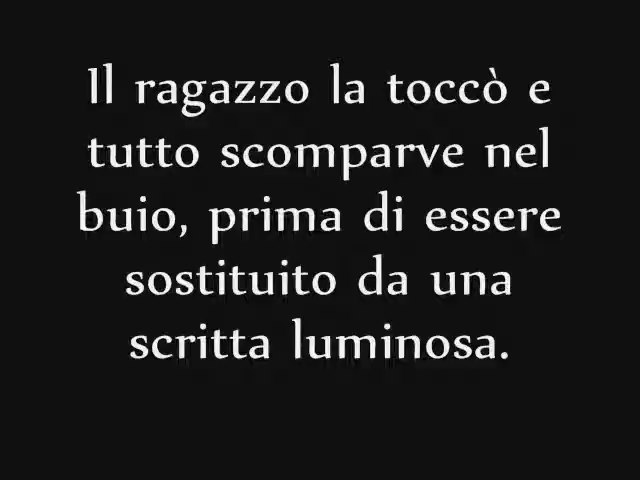 Il ragazzo la toccò e
tutto scomparve nel
buio, prima di essere
sostituito da una
scritta luminosa.